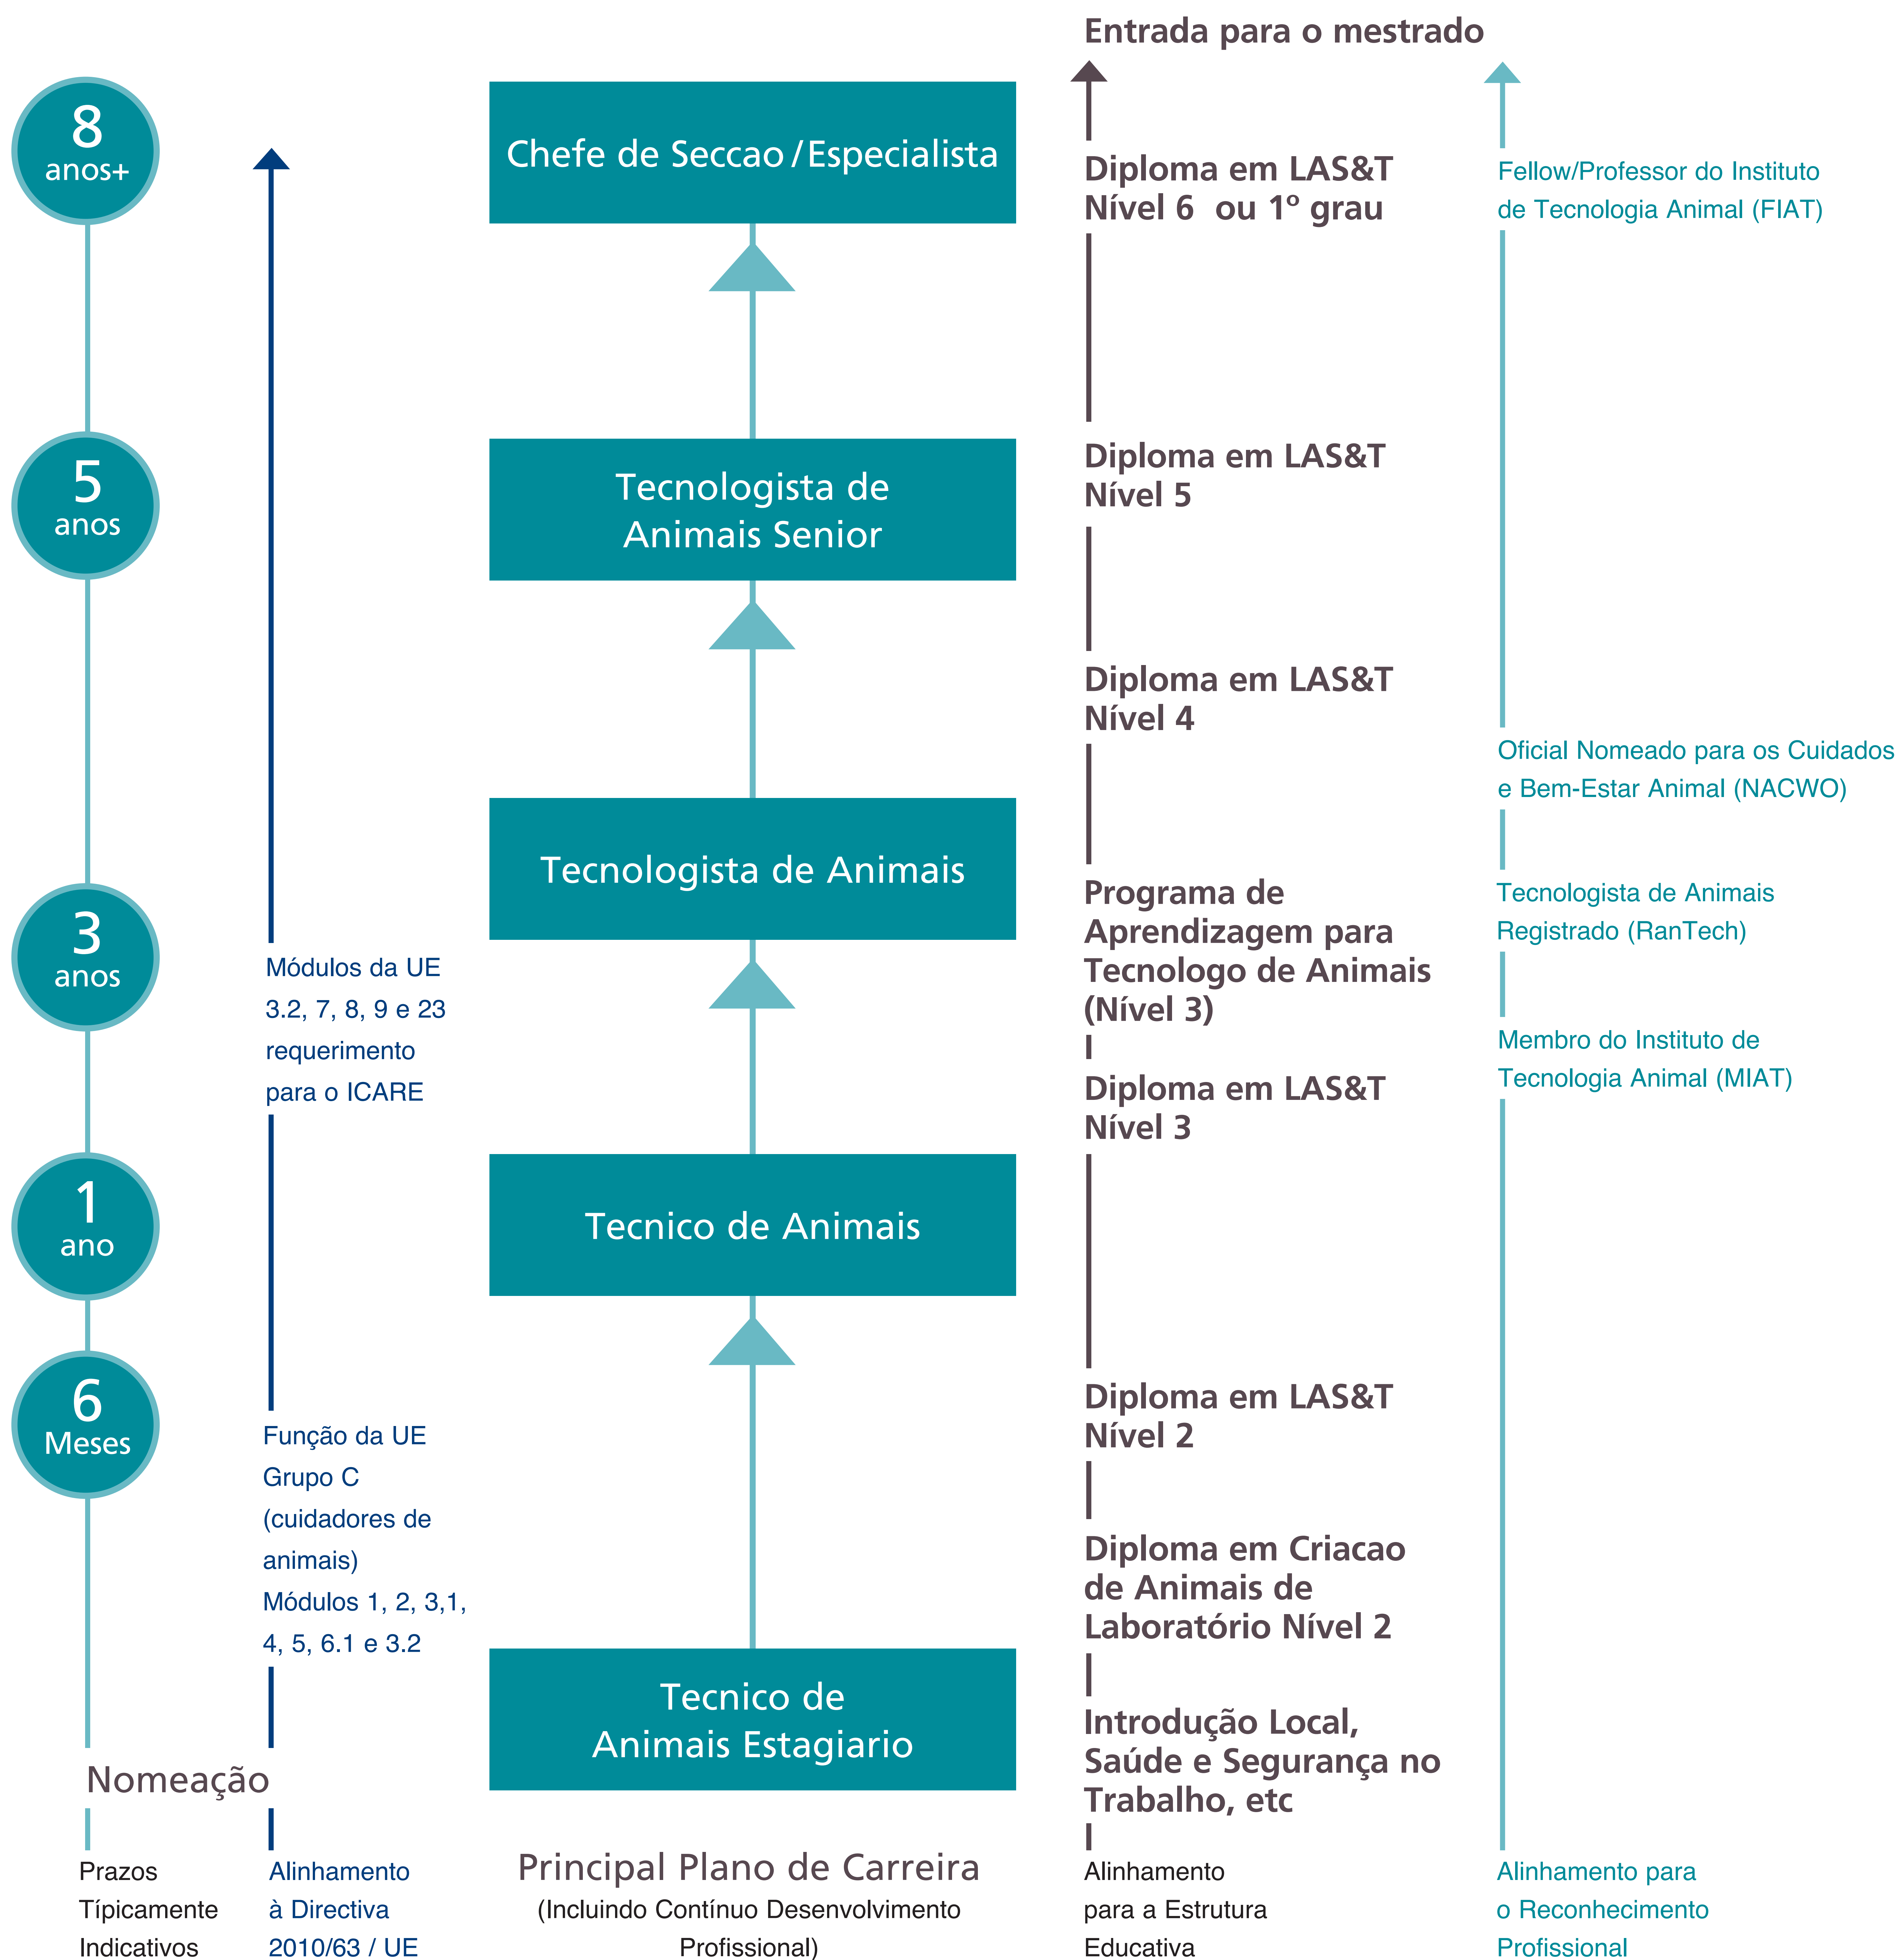 Entrada para o mestrado
8
anos+
5
anos
3
anos
1
ano
6
Meses
Nomeação
Prazos
Típicamente
Indicativos
Módulos da UE
3.2, 7, 8, 9 e 23
requerimento
para o ICARE
Função da UE
Grupo C
(cuidadores de
animais)
Módulos 1, 2, 3,1,
4, 5, 6.1 e 3.2
Alinhamento
à Directiva
2010/63 / UE
Chefe de Seccao/Especialista
Tecnologista de
Animais Senior
Tecnologista de Animais
Tecnico de Animais
Tecnico de
Animais Estagiario
Principal Plano de Carreira
(Incluindo Contínuo Desenvolvimento
Profissional)
Diploma em LAS&T
Nível 6 ou 1º grau
Diploma em LAS&T
Nível 5
Diploma em LAS&T
Nível 4
Programa de
Aprendizagem para
Tecnologo de Animais
(Nível 3)
Diploma em LAS&T
Nível 3
Diploma em LAS&T
Nível 2
Diploma em Criacao
de Animais de
Laboratório Nível 2
Introdução Local,
Saúde e Segurança no
Trabalho, etc
Alinhamento
para a Estrutura
Educativa
Fellow/Professor do Instituto
de Tecnologia Animal (FIAT)
Oficial Nomeado para os Cuidados
e Bem-Estar Animal (NACWO)
Tecnologista de Animais
Registrado (RanTech)
Membro do Instituto de
Tecnologia Animal (MIAT)
Alinhamento para
o Reconhecimento
Profissional